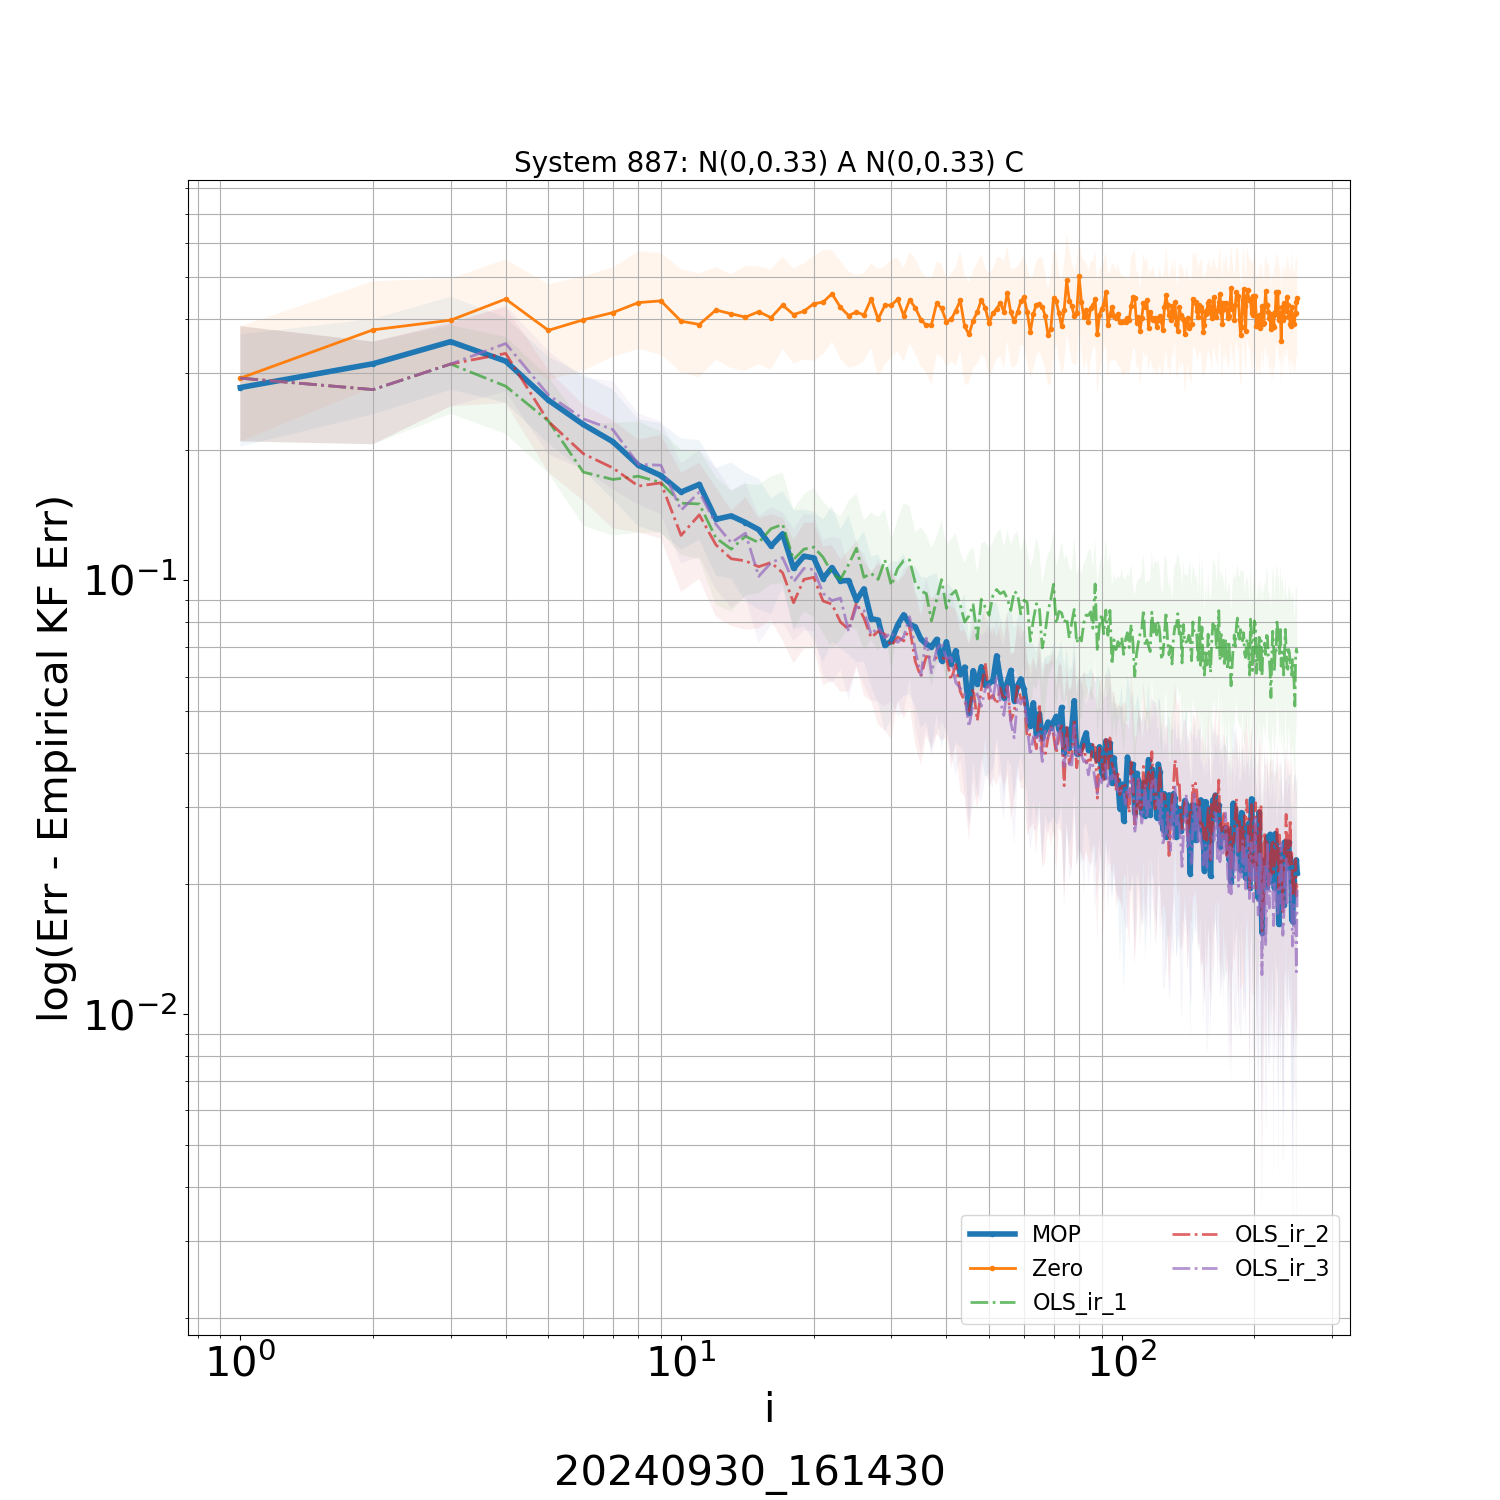 System 887: N(0,0.33) A N(0,0.33) C
log(Err - Empirical KF Err)
10⁻¹
10⁻²
MOP
Zero
OLS_ir_1
OLS_ir_2
OLS_ir_3
10⁰
10¹
10²
i
20240930_161430